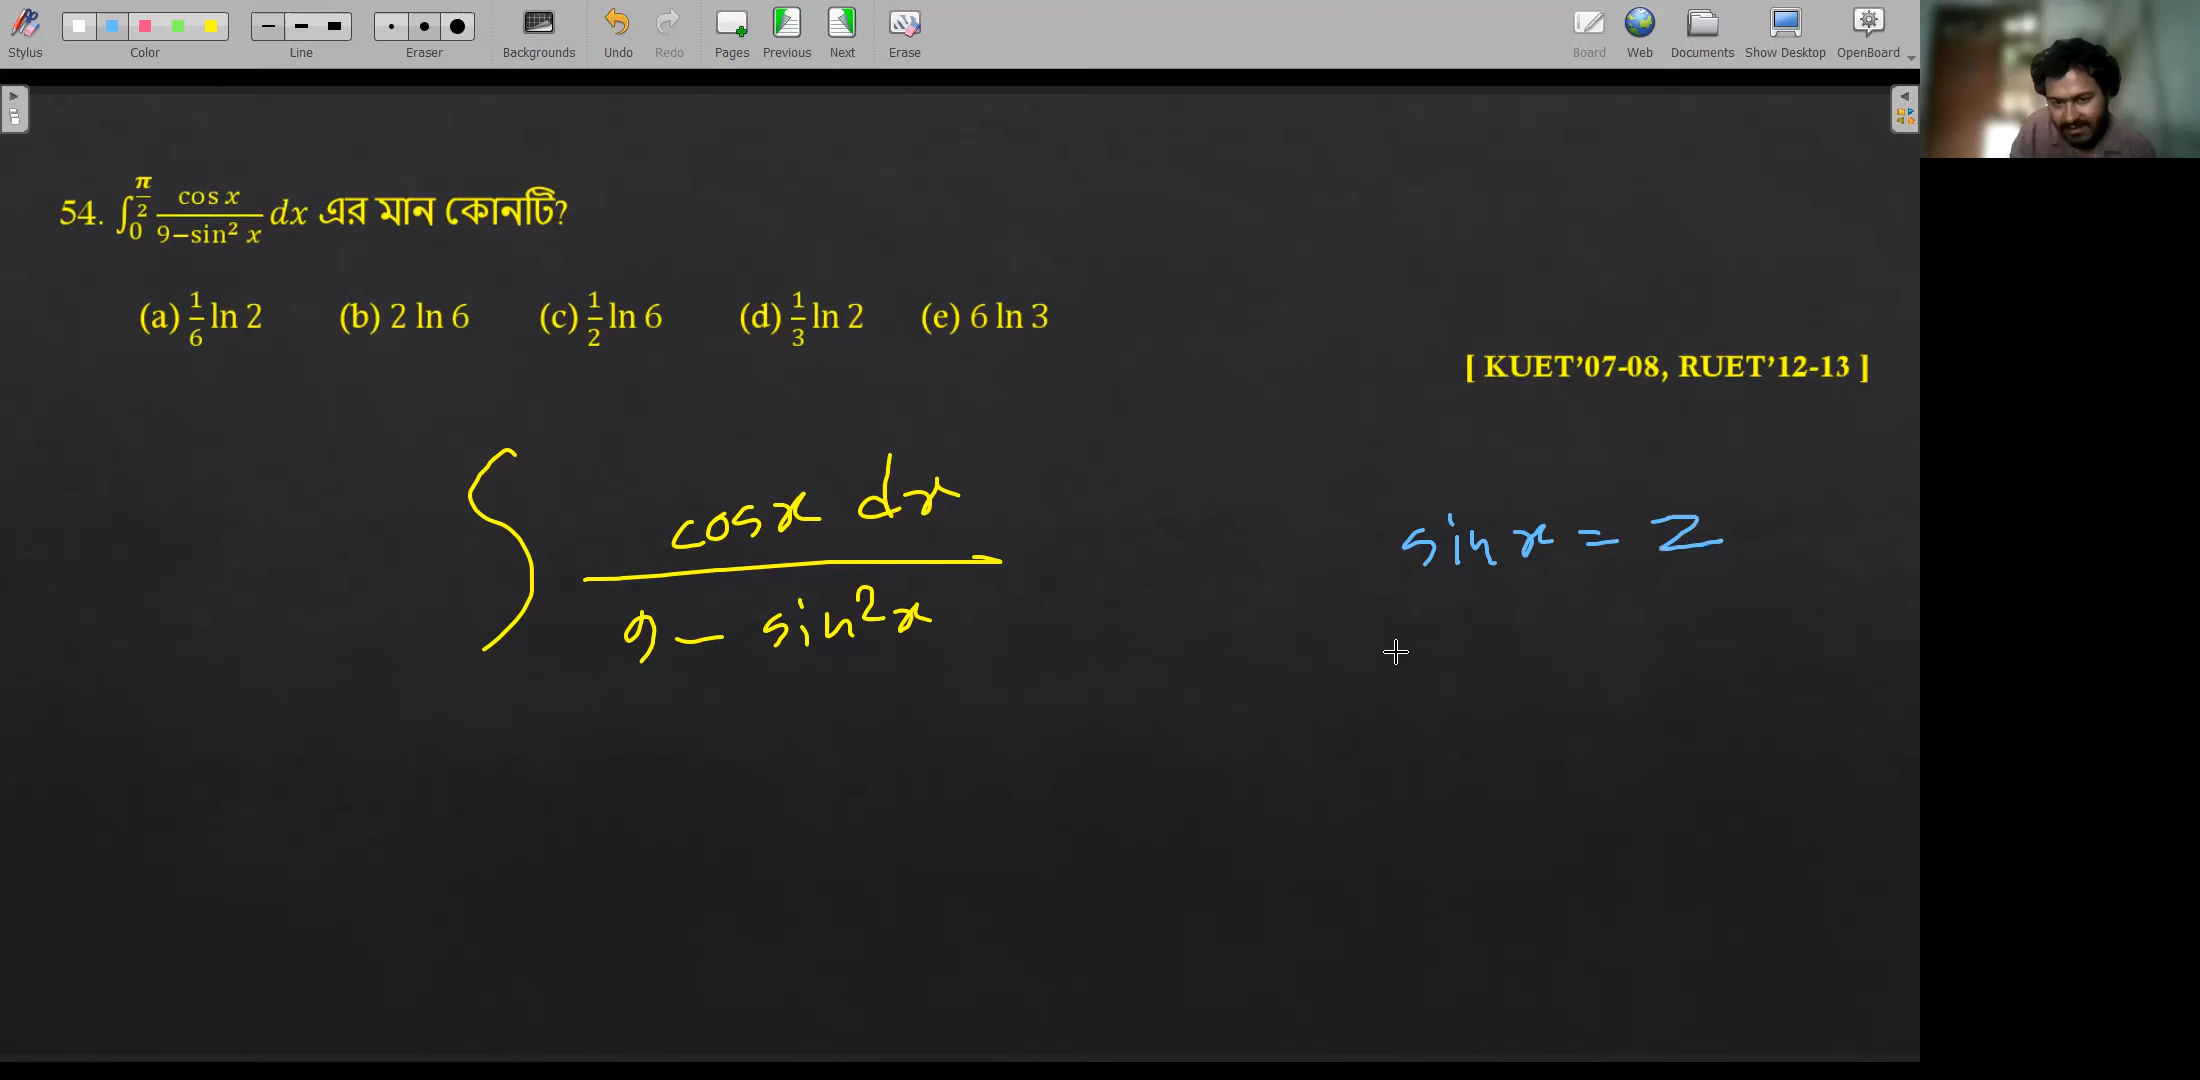 Stylus Color Line Eraser Backgrounds Undo Redo Pages Previous Next Erase Board Web Documents Show Desktop OpenBoard
54. ∫₀^(π/2) cos x / (9−sin² x) dx এর মান কোনটি?
(a) 1/6 ln 2 (b) 2 ln 6 (c) 1/2 ln 6 (d) 1/3 ln 2 (e) 6 ln 3
[ KUET’07-08, RUET’12-13 ]
∫ cosx dx / (9 − sin²x)
sin x = z